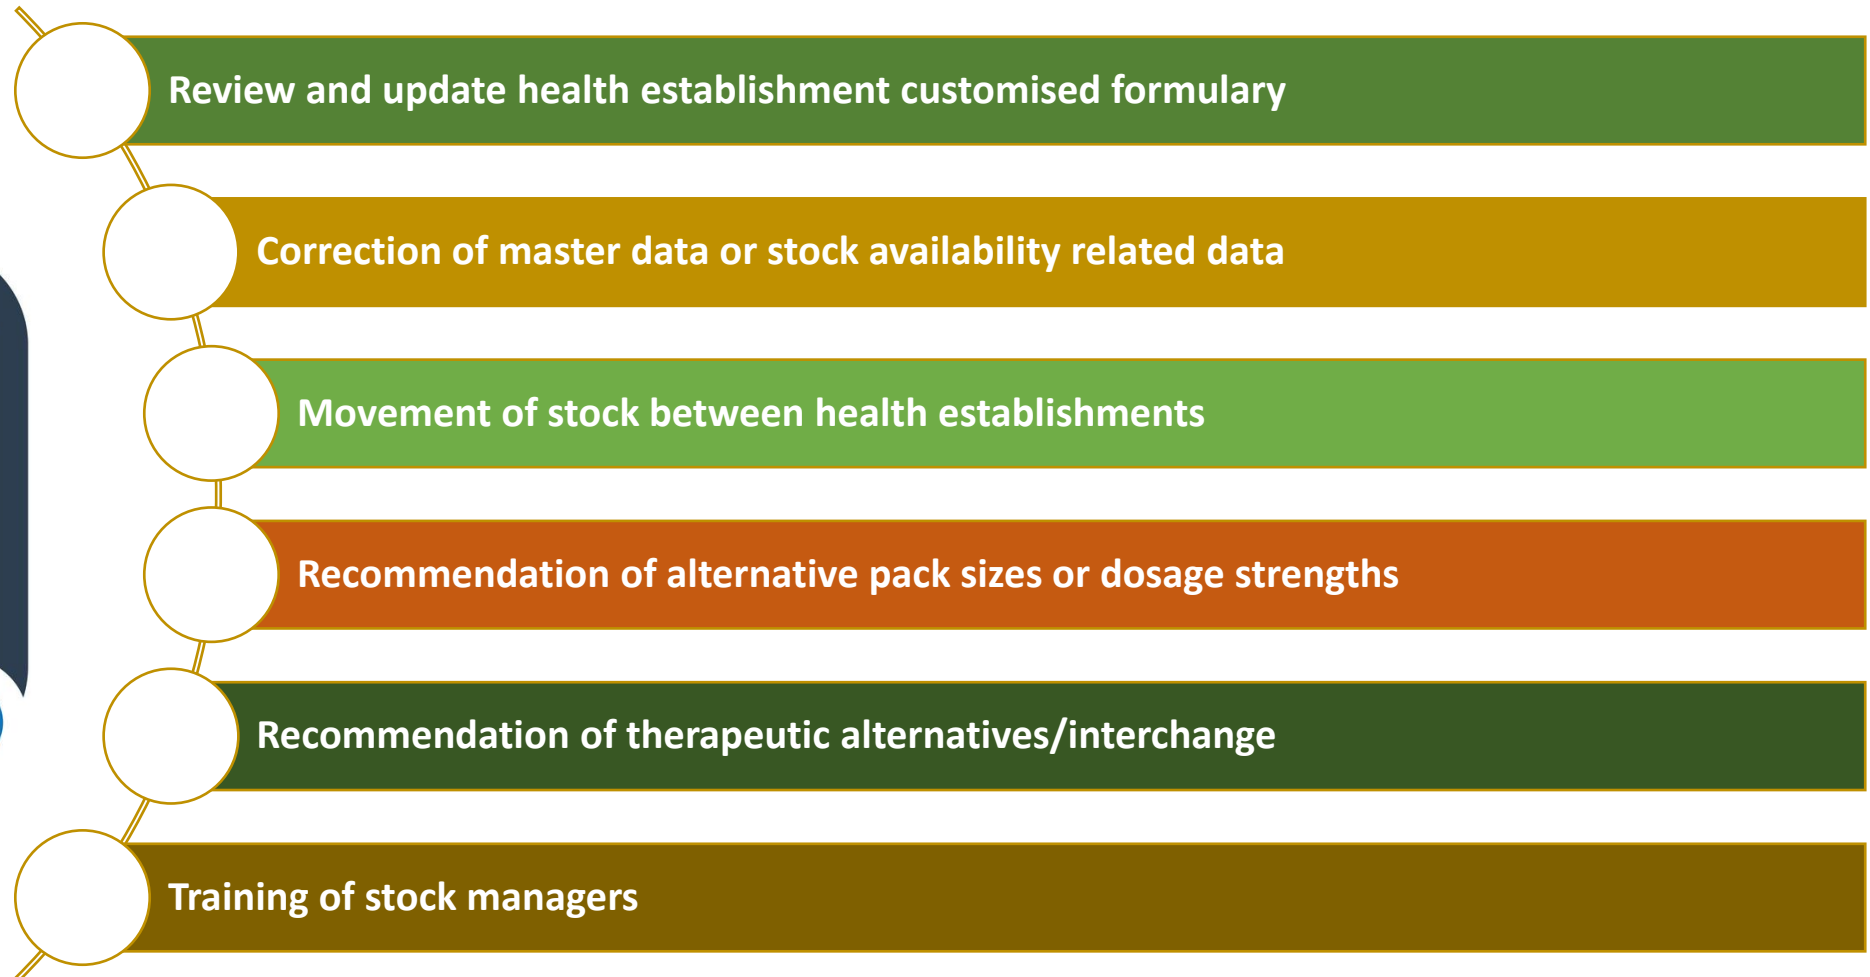 Review and update health establishment customised formulary
Correction of master data or stock availability related data
Movement of stock between health establishments
Recommendation of alternative pack sizes or dosage strengths
Recommendation of therapeutic alternatives/interchange
Training of stock managers